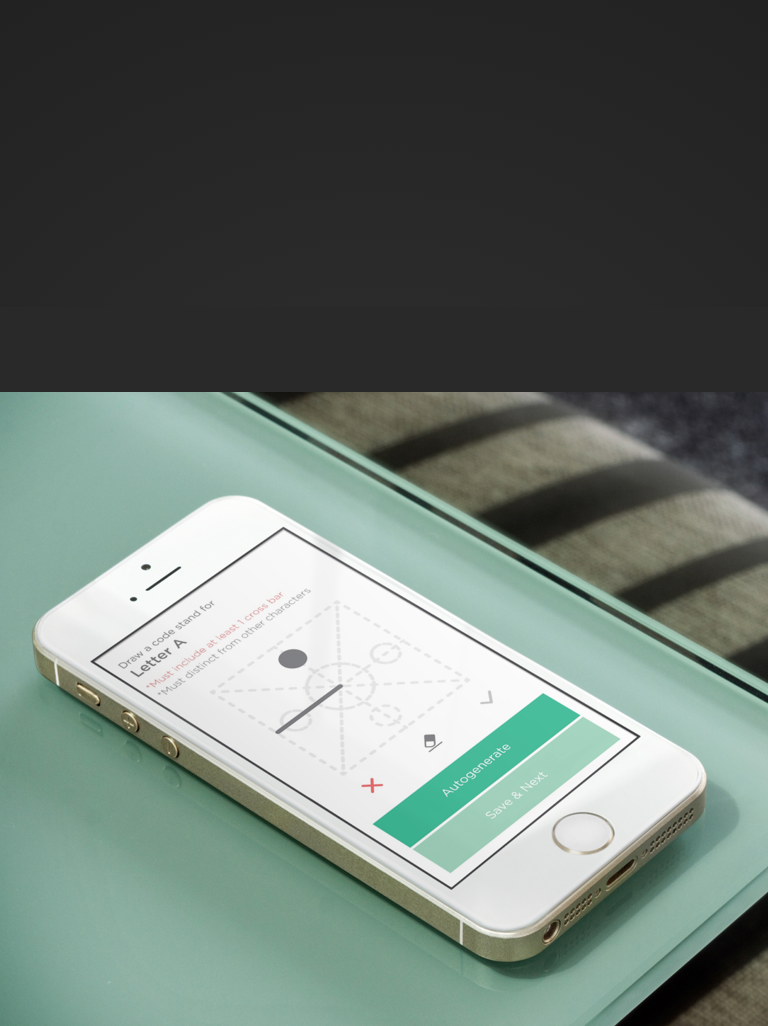 Draw a code stand for
Letter A
*Must include at least 1 cross bar
*Must distinct from other characters
Autogenerate
Save & Next